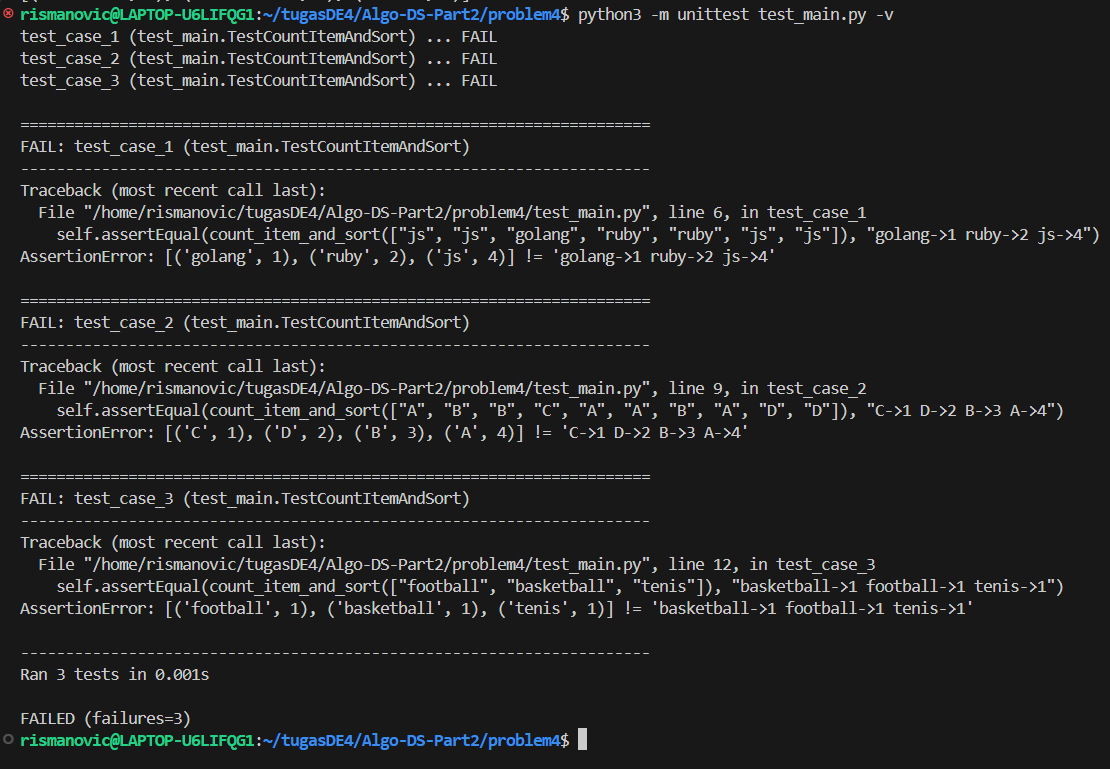 rismanovic@LAPTOP-U6LIFQG1:~/tugasDE4/Algo-DS-Part2/problem4$ python3 -m unittest test_main.py -v
test_case_1 (test_main.TestCountItemAndSort) ... FAIL
test_case_2 (test_main.TestCountItemAndSort) ... FAIL
test_case_3 (test_main.TestCountItemAndSort) ... FAIL

======================================================================
FAIL: test_case_1 (test_main.TestCountItemAndSort)
----------------------------------------------------------------------
Traceback (most recent call last):
  File "/home/rismanovic/tugasDE4/Algo-DS-Part2/problem4/test_main.py", line 6, in test_case_1
    self.assertEqual(count_item_and_sort(["js", "js", "golang", "ruby", "ruby", "js", "js"]), "golang->1 ruby->2 js->4")
AssertionError: [('golang', 1), ('ruby', 2), ('js', 4)] != 'golang->1 ruby->2 js->4'

======================================================================
FAIL: test_case_2 (test_main.TestCountItemAndSort)
----------------------------------------------------------------------
Traceback (most recent call last):
  File "/home/rismanovic/tugasDE4/Algo-DS-Part2/problem4/test_main.py", line 9, in test_case_2
    self.assertEqual(count_item_and_sort(["A", "B", "B", "C", "A", "A", "B", "A", "D", "D"]), "C->1 D->2 B->3 A->4")
AssertionError: [('C', 1), ('D', 2), ('B', 3), ('A', 4)] != 'C->1 D->2 B->3 A->4'

======================================================================
FAIL: test_case_3 (test_main.TestCountItemAndSort)
----------------------------------------------------------------------
Traceback (most recent call last):
  File "/home/rismanovic/tugasDE4/Algo-DS-Part2/problem4/test_main.py", line 12, in test_case_3
    self.assertEqual(count_item_and_sort(["football", "basketball", "tenis"]), "basketball->1 football->1 tenis->1")
AssertionError: [('football', 1), ('basketball', 1), ('tenis', 1)] != 'basketball->1 football->1 tenis->1'

----------------------------------------------------------------------
Ran 3 tests in 0.001s

FAILED (failures=3)
rismanovic@LAPTOP-U6LIFQG1:~/tugasDE4/Algo-DS-Part2/problem4$